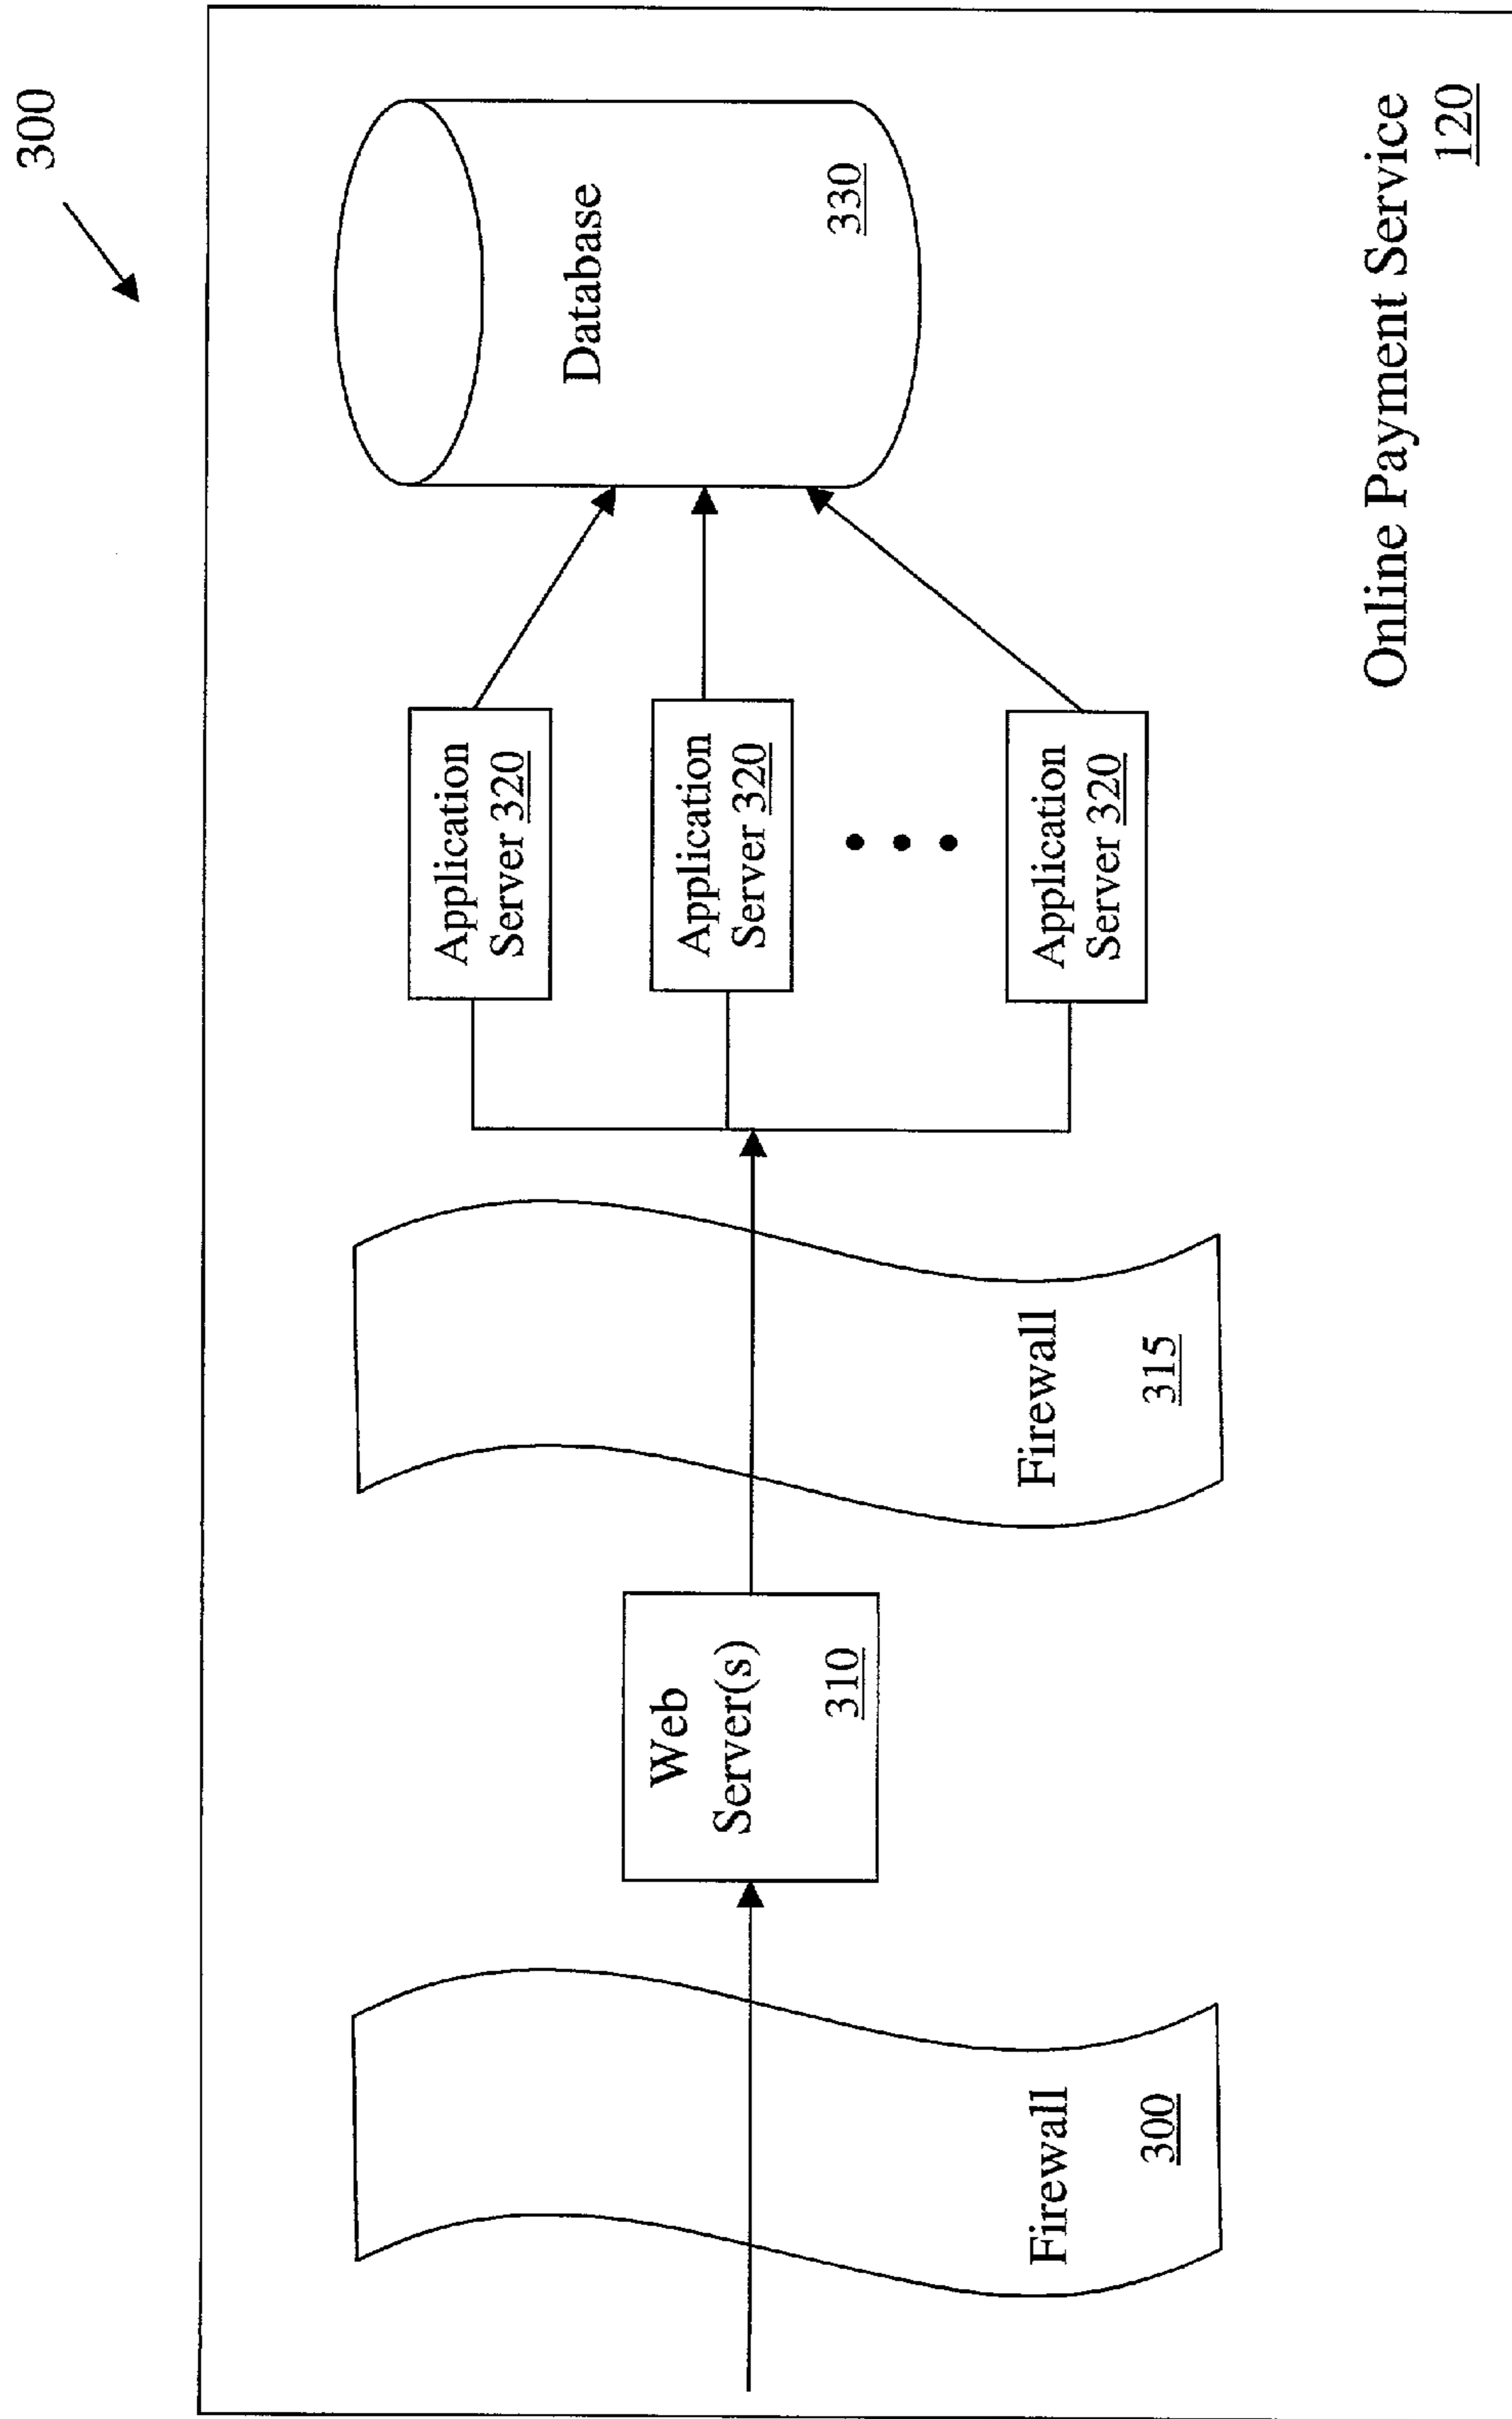 300
Firewall
300
Web
Server(s)
310
Firewall
315
Application
Server 320
Application
Server 320
Application
Server 320
Database
330
Online Payment Service
120